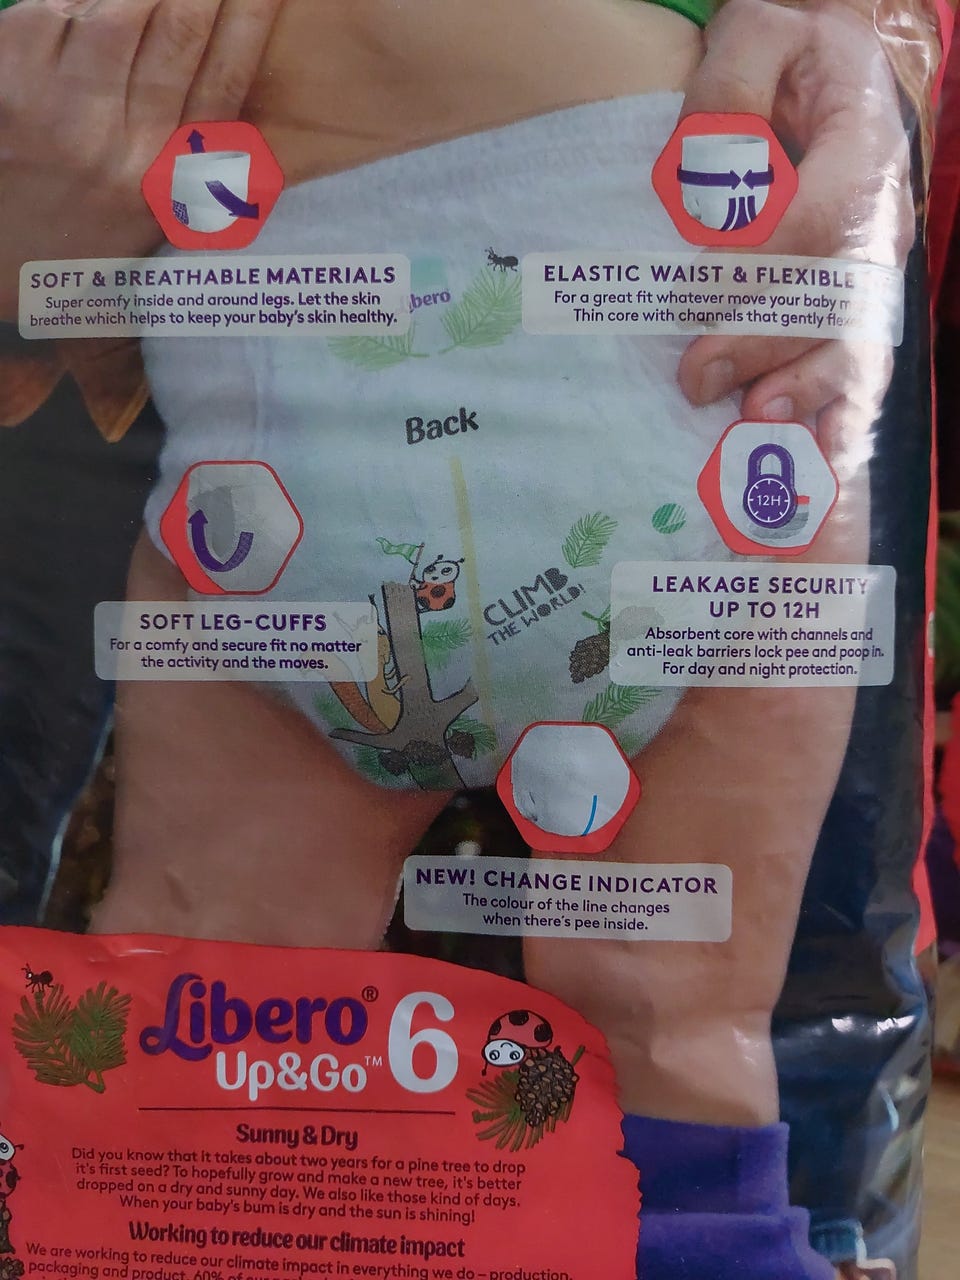 SOFT & BREATHABLE MATERIALS
Super comfy inside and around legs. Let the skin
breathe which helps to keep your baby's skin healthy.
ELASTIC WAIST & FLEXIBLE
For a great fit whatever move your baby
Thin core with channels that gently
Back
12H
CLIMB
THE WORLD!
SOFT LEG-CUFFS
For a comfy and secure fit no matter
the activity and the moves.
LEAKAGE SECURITY
UP TO 12H
Absorbent core with channels and
anti-leak barriers lock pee and poop in.
For day and night protection.
NEW! CHANGE INDICATOR
The colour of the line changes
when there's pee inside.
Libero® 6
Up&Go™
Sunny & Dry
Did you know that it takes about two years for a pine tree to drop
it's first seed? To hopefully grow and make a new tree, it's better
dropped on a dry and sunny day. We also like those kind of days.
When your baby's bum is dry and the sun is shining!
Working to reduce our climate impact
We are working to reduce our climate impact in everything we do – production,
packaging and product. 60% of